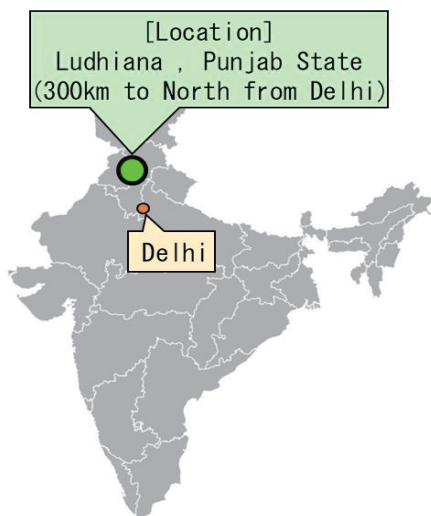 [Location]
Ludhiana , Punjab State
(300km to North from Delhi)
Delhi